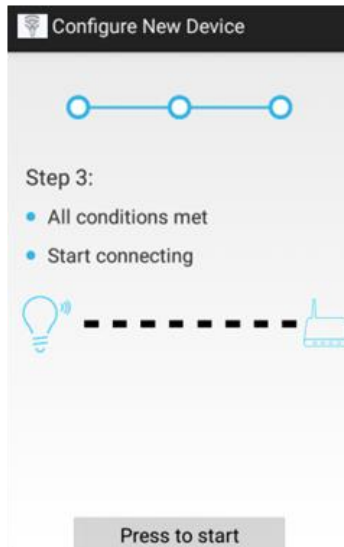 Configure New Device
Step 3:
All conditions met
Start connecting
Press to start